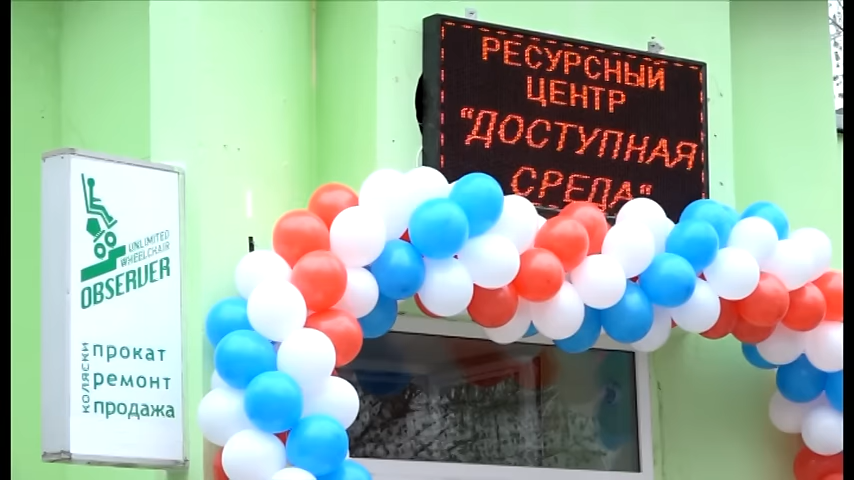 РЕСУРСНЫЙ
ЦЕНТР
"ДОСТУПНАЯ
СРЕДА"
UNLIMITED
WHEELCHAIR
OBSERVER
КОЛЯСКИ
прокат
ремонт
продажа